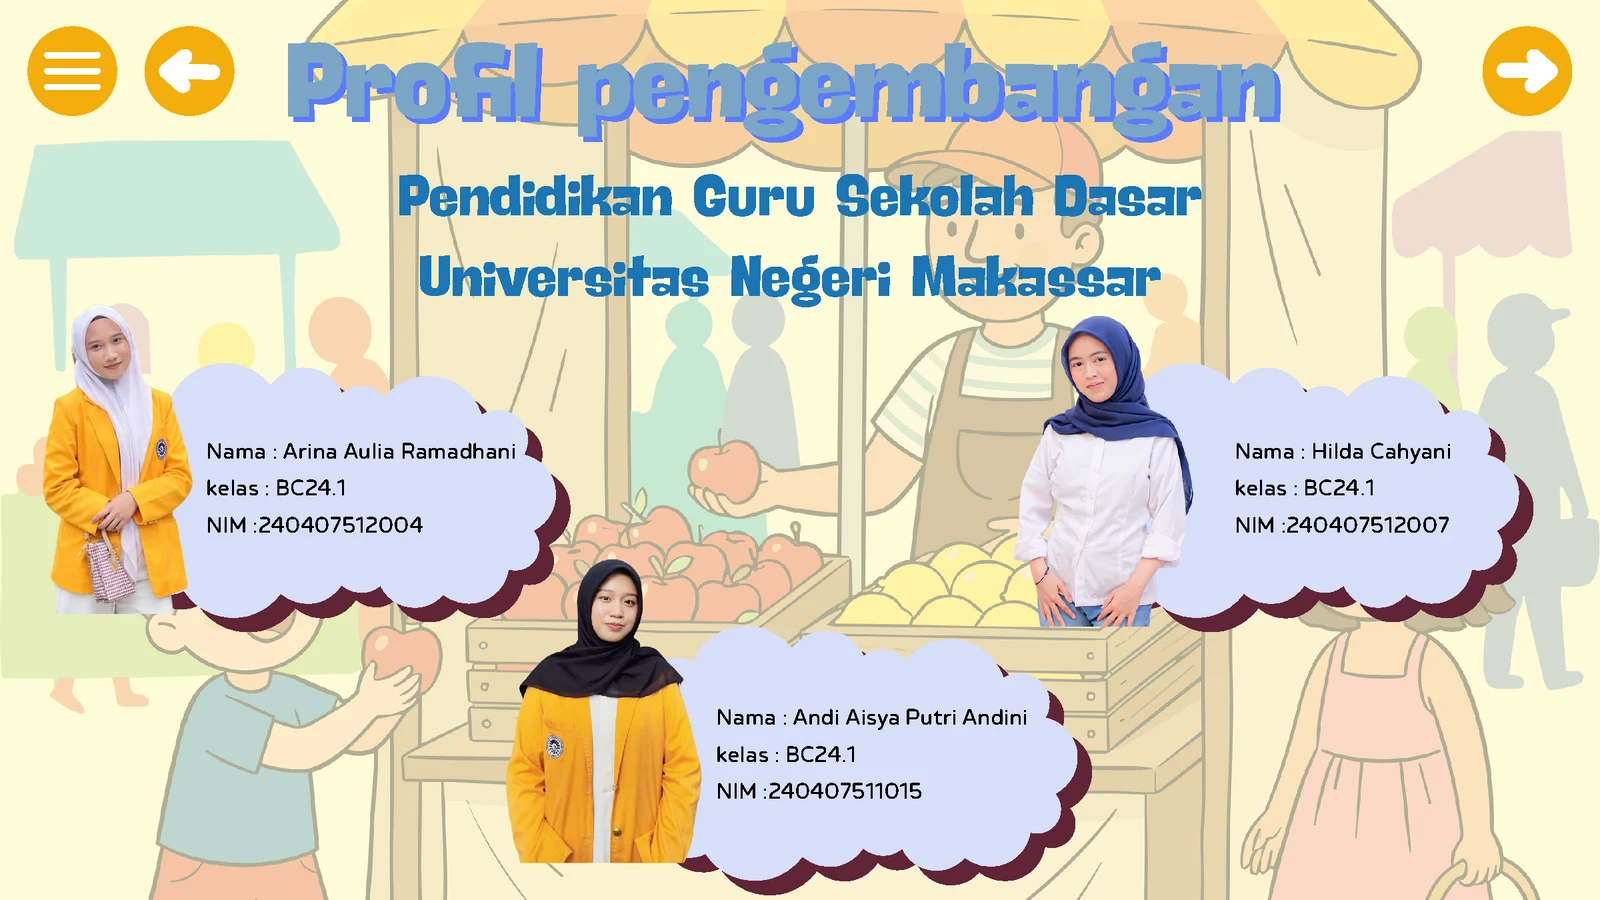 Profil pengembangan
Pendidikan Guru Sekolah Dasar
Universitas Negeri Makassar
Nama : Arina Aulia Ramadhani
kelas : BC24.1
NIM :240407512004
Nama : Hilda Cahyani
kelas : BC24.1
NIM :240407512007
Nama : Andi Aisya Putri Andini
kelas : BC24.1
NIM :240407511015